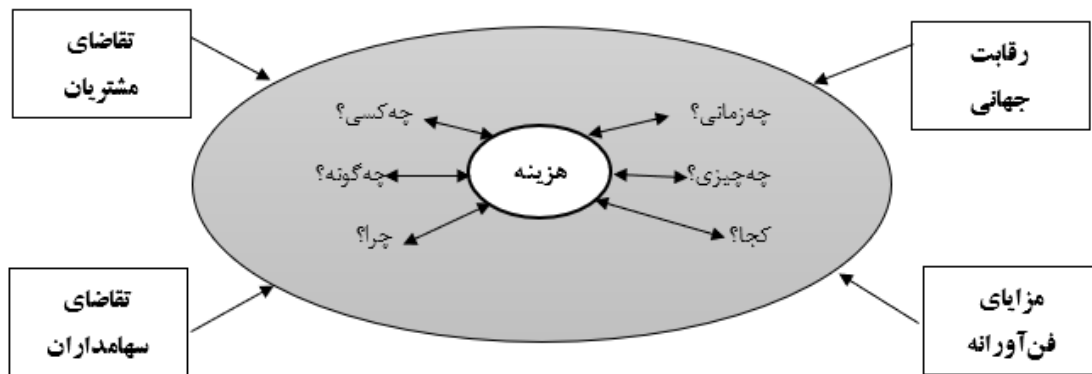 رقابت
جهانی
تقاضای
مشتریان
چه‌زمانی؟
چه‌کسی؟
هزینه
چه‌چیزی؟
چه‌گونه؟
کجا؟
چرا؟
مزایای
فن‌آورانه
تقاضای
سهامداران